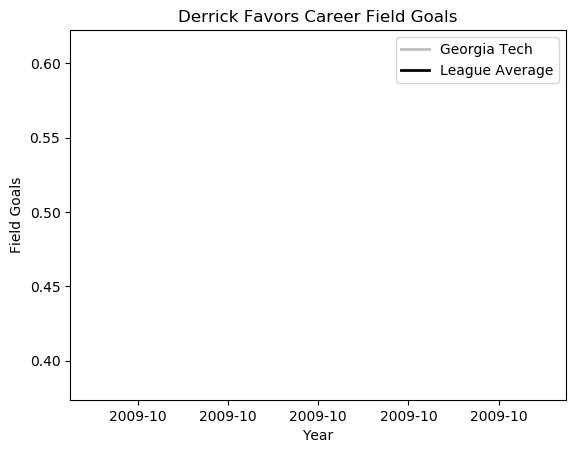 Derrick Favors Career Field Goals
Georgia Tech
League Average
0.60
0.55
0.50
0.45
0.40
Field Goals
2009-10 2009-10 2009-10 2009-10 2009-10
Year